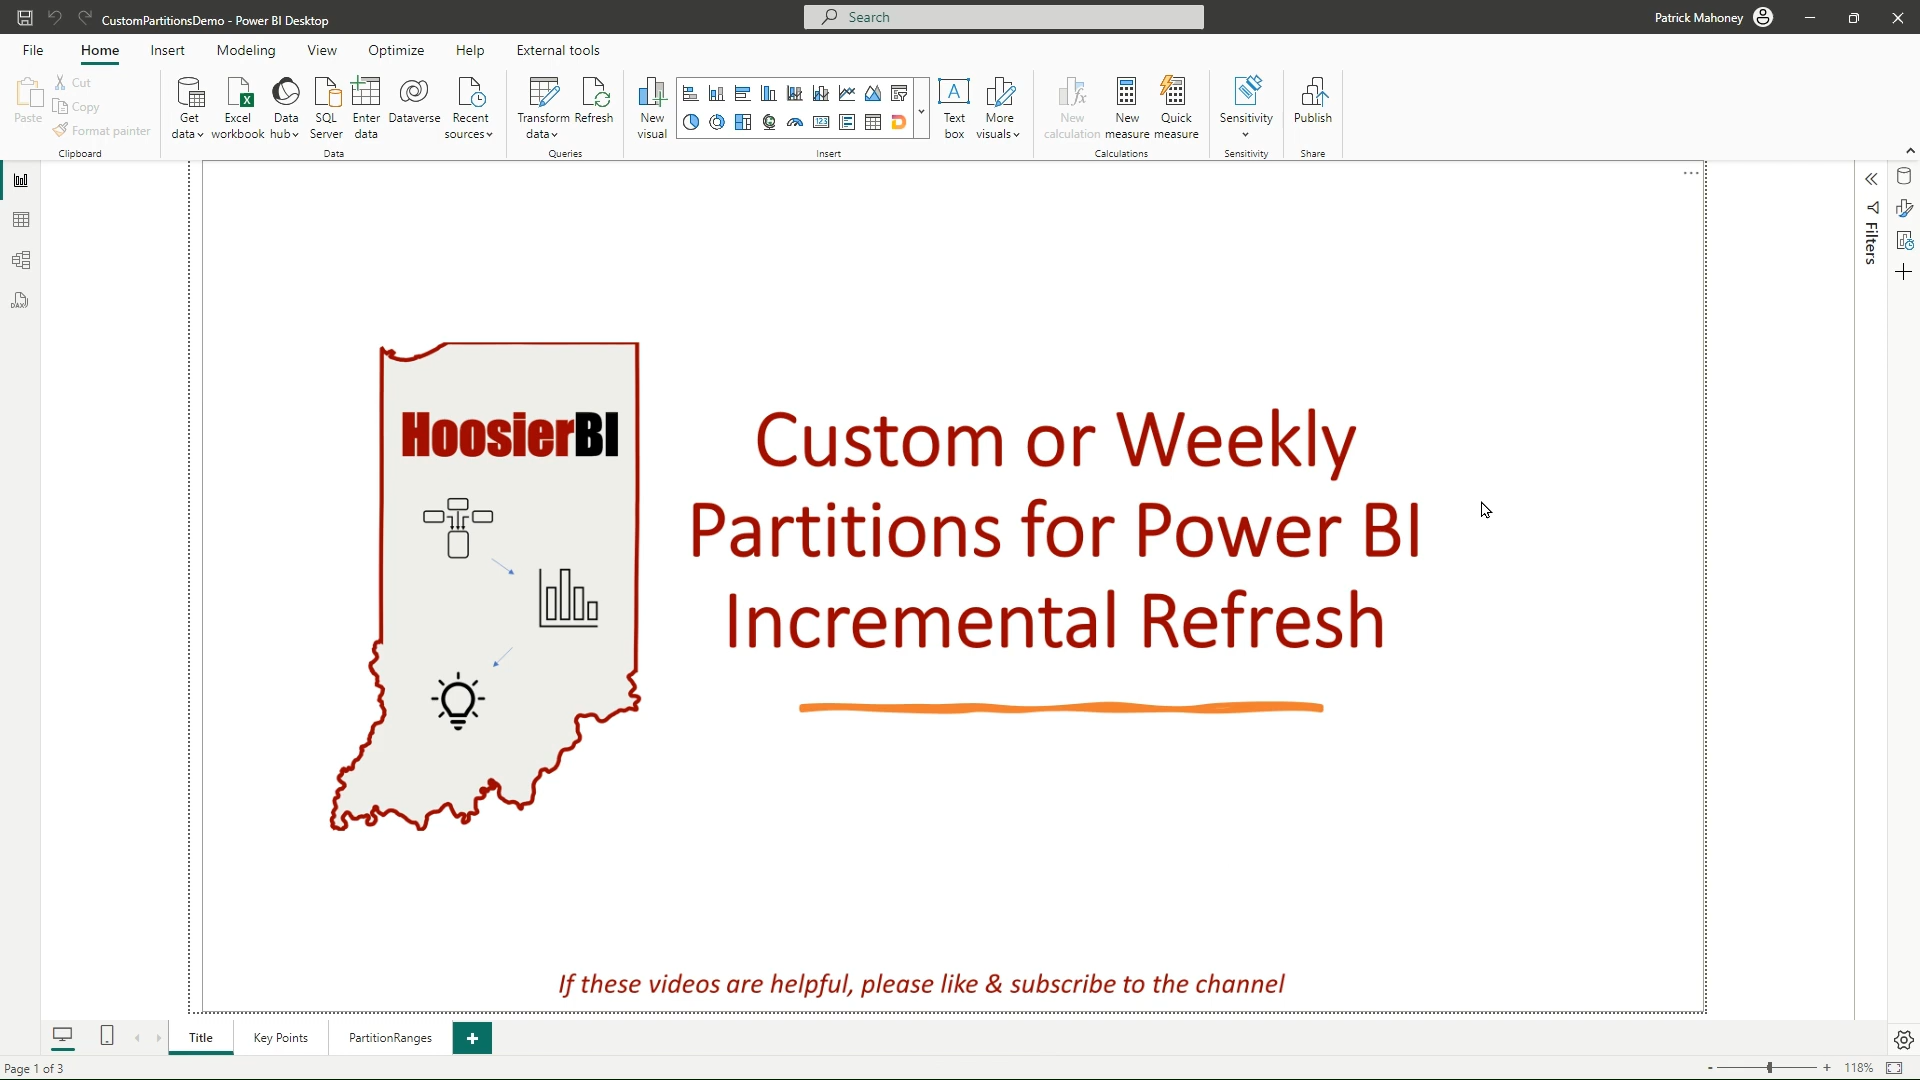 CustomPartitionsDemo - Power BI Desktop
Search
Patrick Mahoney
File Home Insert Modeling View Optimize Help External tools
Paste
Cut
Copy
Format painter
Clipboard
Get data
Excel workbook
Data hub
SQL Server
Enter data
Dataverse
Recent sources
Data
Transform data
Refresh
Queries
New visual
123
A
Text box
More visuals
Insert
New calculation
New measure
Quick measure
Calculations
Sensitivity
Sensitivity
Publish
Share
DAX
Filters
HoosierBI
Custom or Weekly
Partitions for Power BI
Incremental Refresh
If these videos are helpful, please like & subscribe to the channel
Title Key Points PartitionRanges +
Page 1 of 3
- + 118%